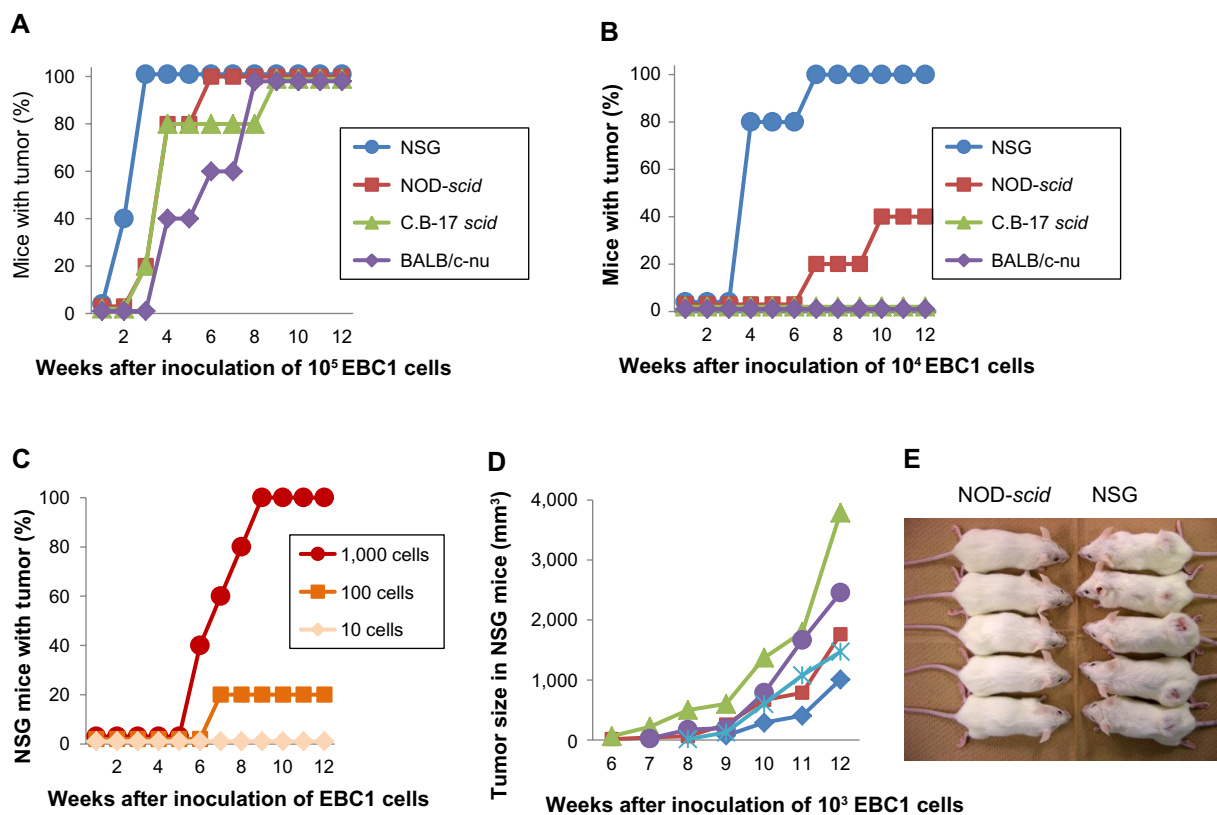 A
Mice with tumor (%)
100
80
60
40
20
0
2 4 6 8 10 12
Weeks after inoculation of 10⁵ EBC1 cells
NSG
NOD-scid
C.B-17 scid
BALB/c-nu
B
Mice with tumor (%)
100
80
60
40
20
0
2 4 6 8 10 12
Weeks after inoculation of 10⁴ EBC1 cells
NSG
NOD-scid
C.B-17 scid
BALB/c-nu
C
NSG mice with tumor (%)
100
80
60
40
20
0
2 4 6 8 10 12
Weeks after inoculation of EBC1 cells
1,000 cells
100 cells
10 cells
D
Tumor size in NSG mice (mm³)
4,000
3,000
2,000
1,000
0
6 7 8 9 10 11 12
Weeks after inoculation of 10³ EBC1 cells
E
NOD-scid NSG